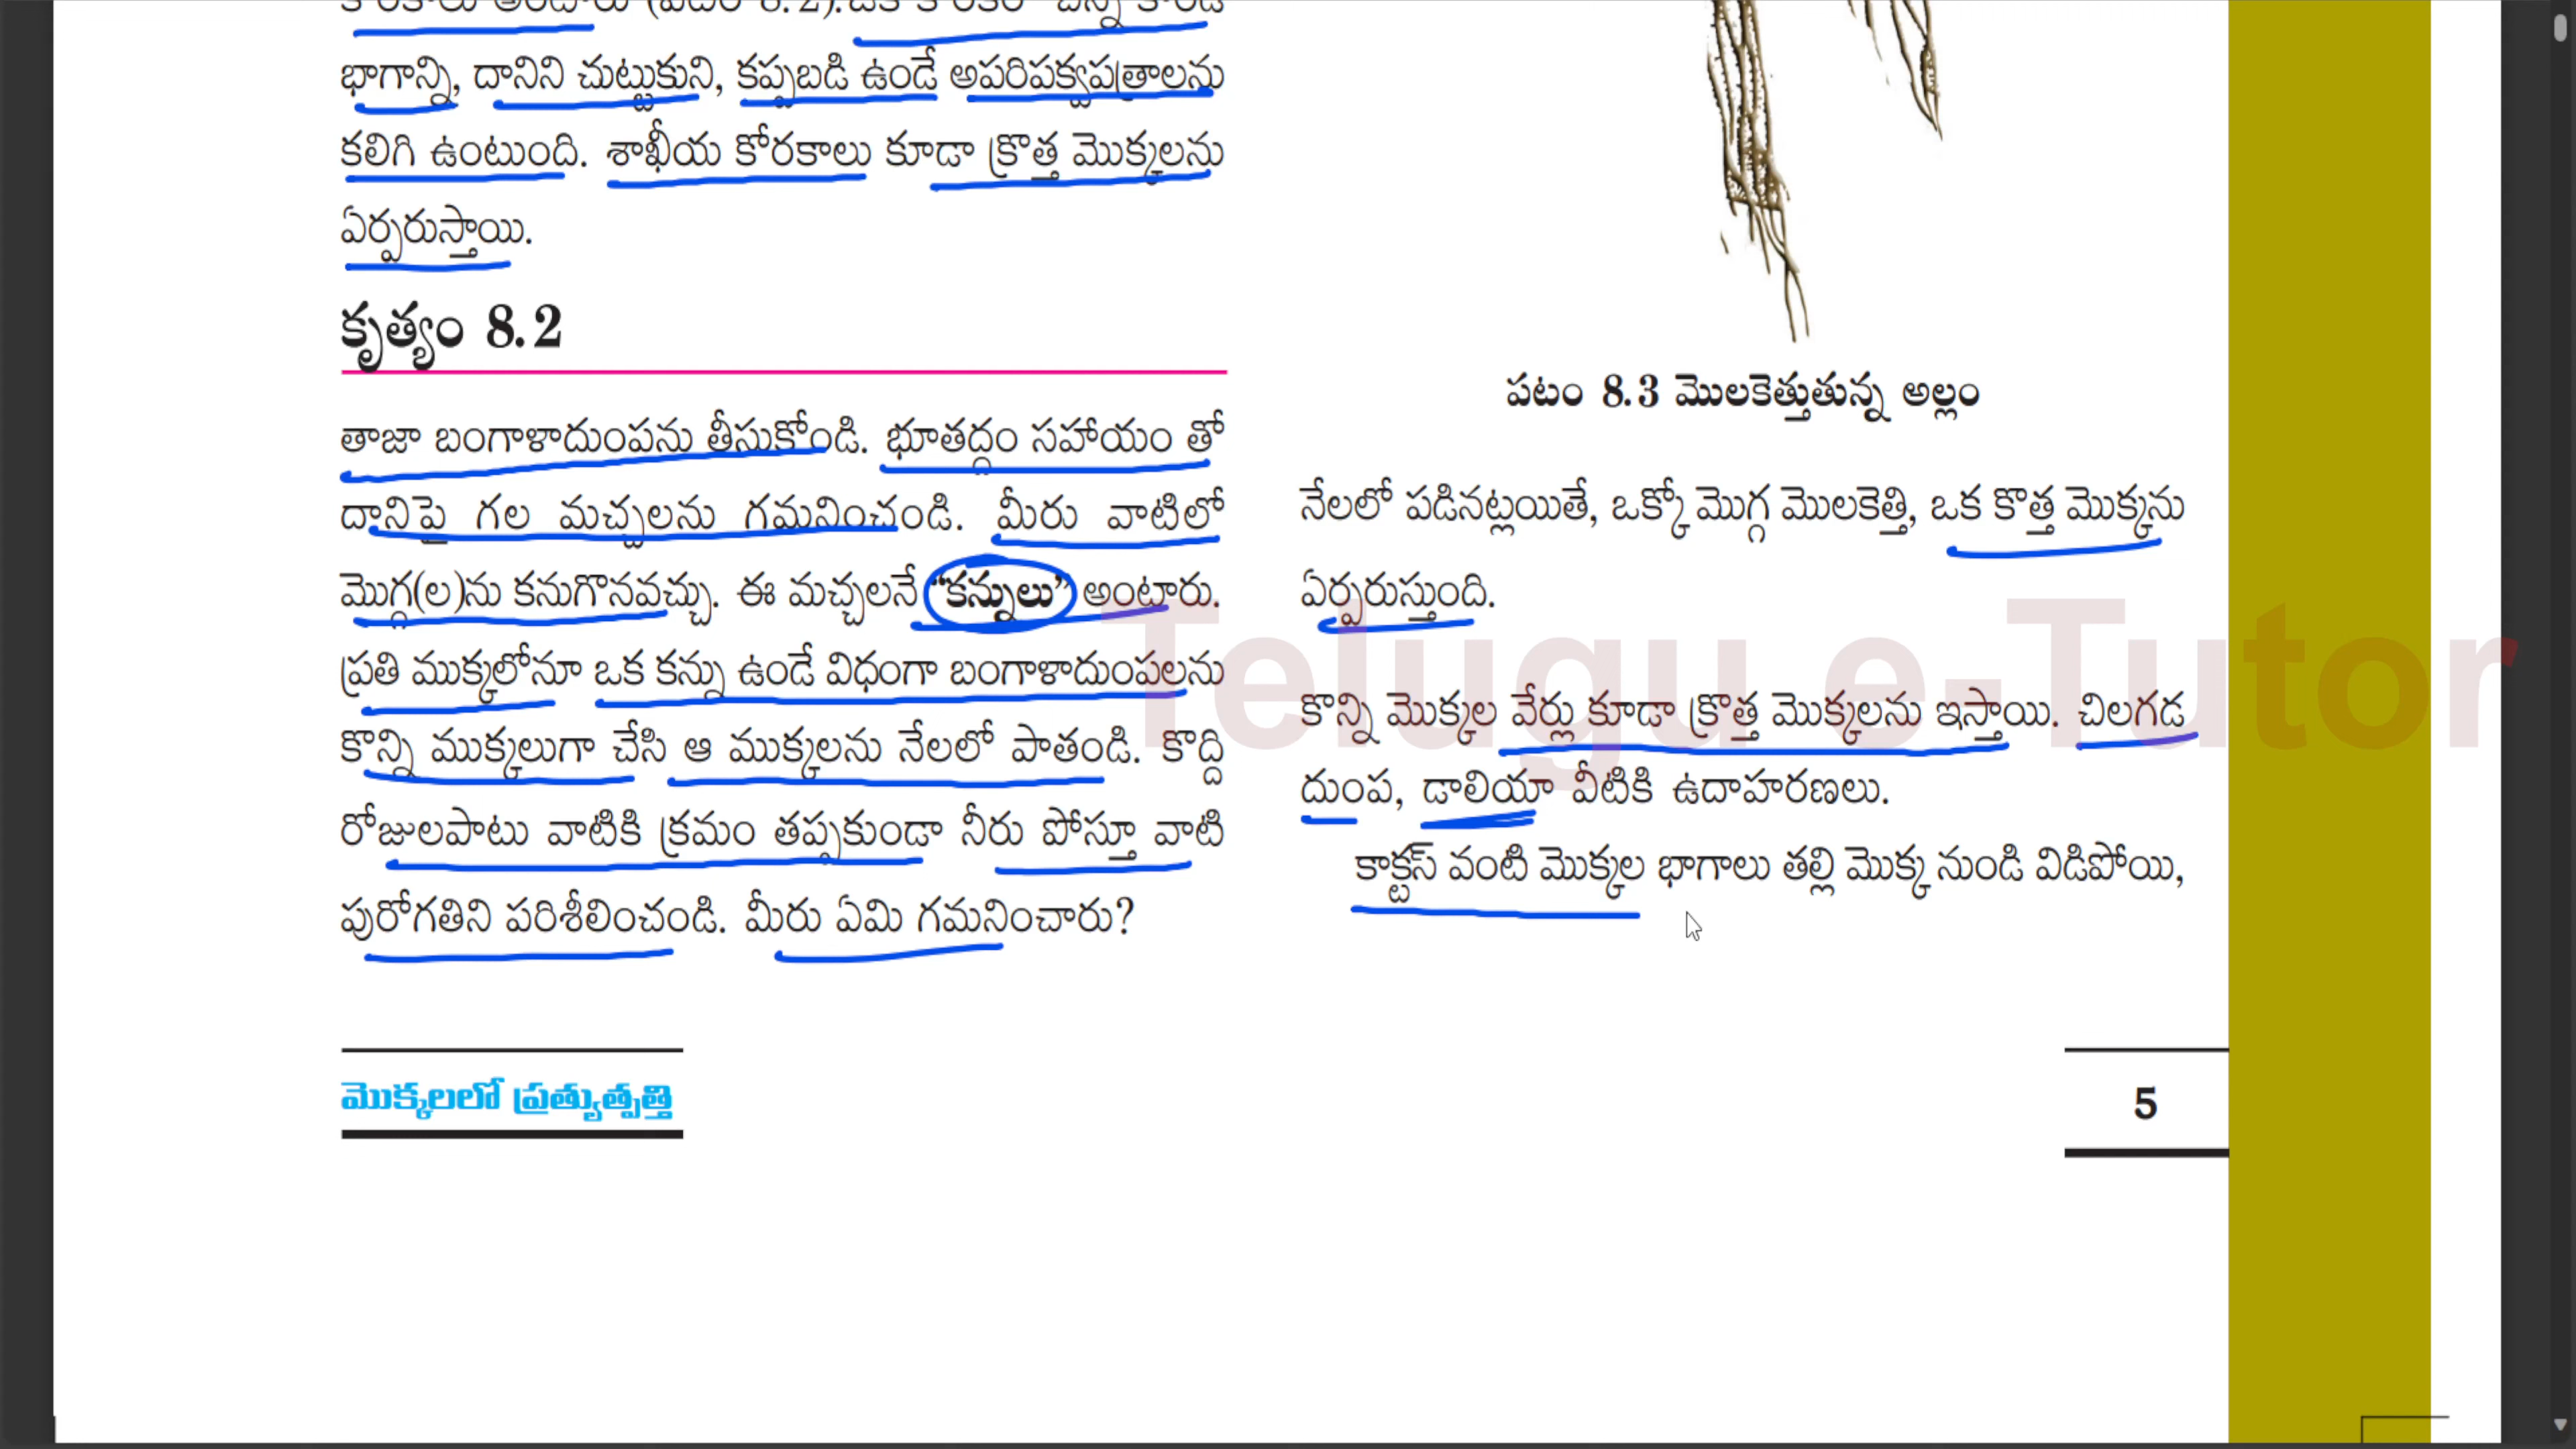 భాగాన్ని, దానిని చుట్టుకుని, కప్పబడి ఉండే అపరిపక్వపత్రాలను
కలిగి ఉంటుంది. శాఖీయ కోరకాలు కూడా క్రొత్త మొక్కలను
ఏర్పరుస్తాయి.
కృత్యం 8.2
తాజా బంగాళాదుంపను తీసుకోండి. భూతద్దం సహాయం తో
దానిపై గల మచ్చలను గమనించండి. మీరు వాటిలో
మొగ్గ(ల)ను కనుగొనవచ్చు. ఈ మచ్చలనే “కన్నులు” అంటారు.
ప్రతి ముక్కలోనూ ఒక కన్ను ఉండే విధంగా బంగాళాదుంపలను
కొన్ని ముక్కలుగా చేసి ఆ ముక్కలను నేలలో పాతండి. కొద్ది
రోజులపాటు వాటికి క్రమం తప్పకుండా నీరు పోస్తూ వాటి
పురోగతిని పరిశీలించండి. మీరు ఏమి గమనించారు?
పటం 8.3 మొలకెత్తుతున్న అల్లం
నేలలో పడినట్లయితే, ఒక్కో మొగ్గ మొలకెత్తి, ఒక కొత్త మొక్కను
ఏర్పరుస్తుంది.
కొన్ని మొక్కల వేర్లు కూడా క్రొత్త మొక్కలను ఇస్తాయి. చిలగడ
దుంప, డాలియా వీటికి ఉదాహరణలు.
కాక్టస్ వంటి మొక్కల భాగాలు తల్లి మొక్క నుండి విడిపోయి,
Telugu e-Tutor
మొక్కలలో ప్రత్యుత్పత్తి
5